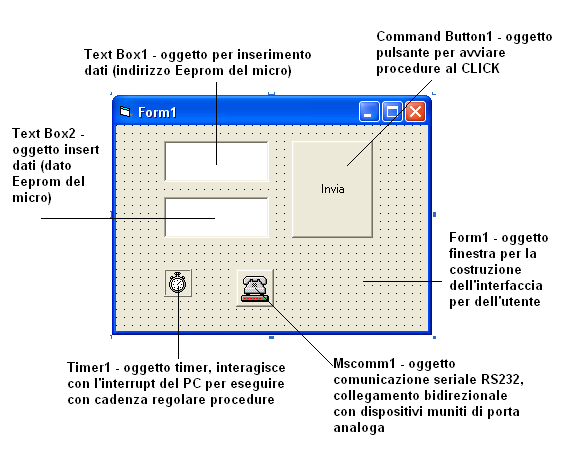 Text Box1 - oggetto per inserimento
dati (indirizzo Eeprom del micro)
Command Button1 - oggetto
pulsante per avviare
procedure al CLICK
Form1
Text Box2 -
oggetto insert
dati (dato
Eeprom del
micro)
Invia
Form1 - oggetto
finestra per la
costruzione
dell'interfaccia
per dell'utente
Timer1 - oggetto timer, interagisce
con l'interrupt del PC per eseguire
con cadenza regolare procedure
Mscomm1 - oggetto
comunicazione seriale RS232,
collegamento bidirezionale
con dispositivi muniti di porta
analoga